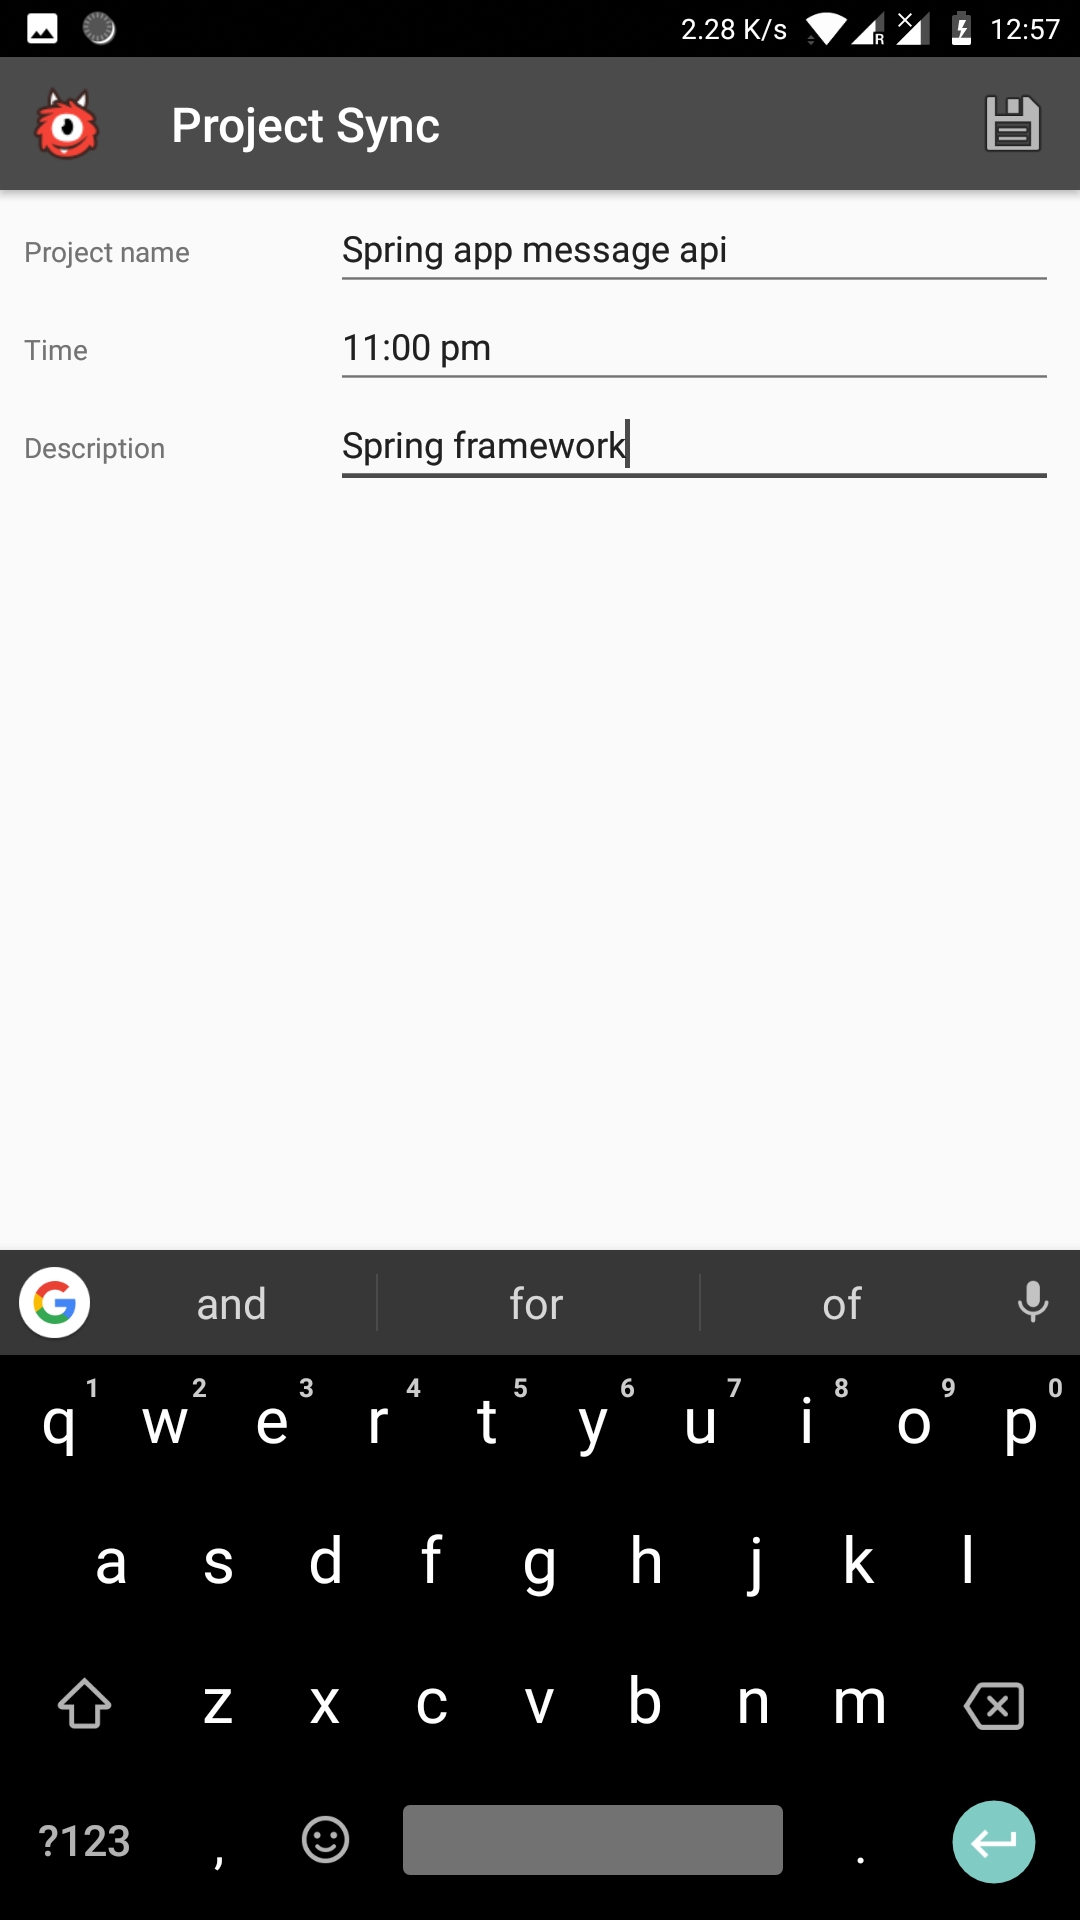 2.28 K/s R 12:57
Project Sync
Project name Spring app message api
Time 11:00 pm
Description Spring framework
G and for of
1 2 3 4 5 6 7 8 9 0
q w e r t y u i o p
a s d f g h j k l
z x c v b n m
?123 , .